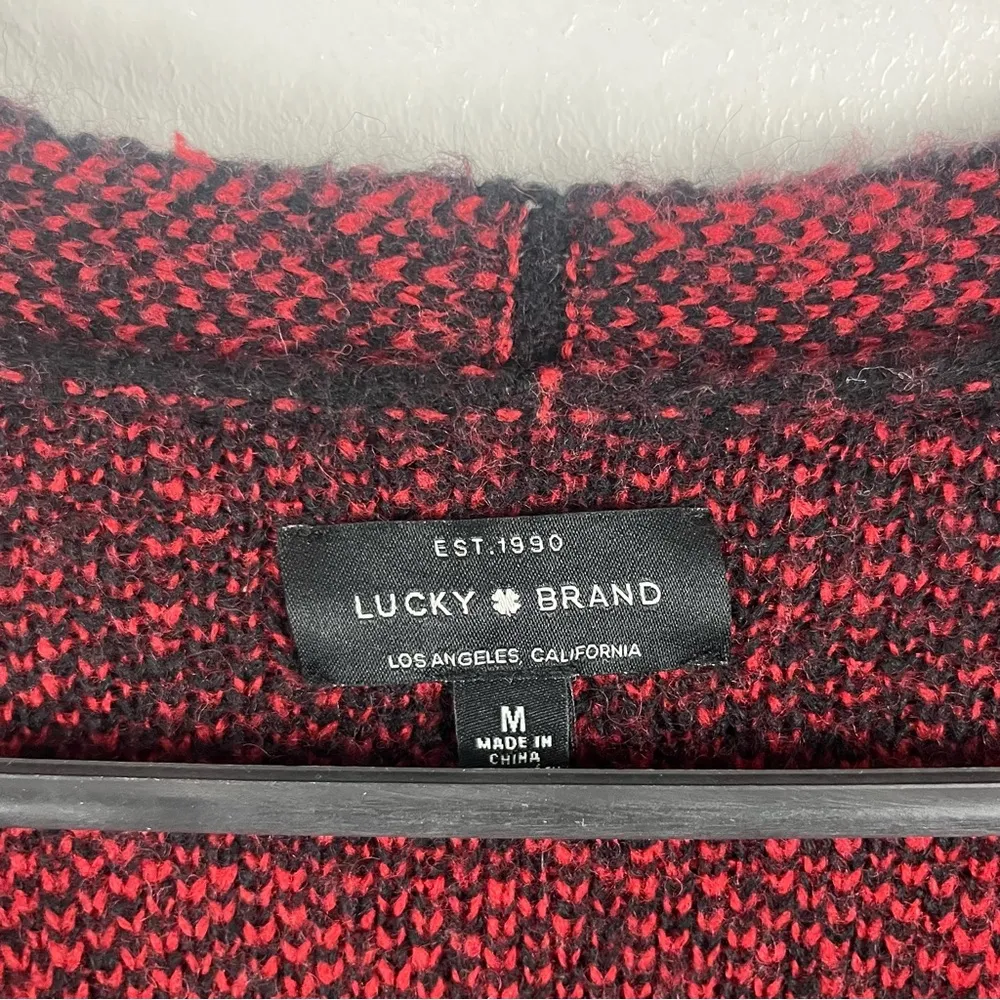 EST.1990
LUCKY BRAND
LOS ANGELES, CALIFORNIA
M
MADE IN
CHINA